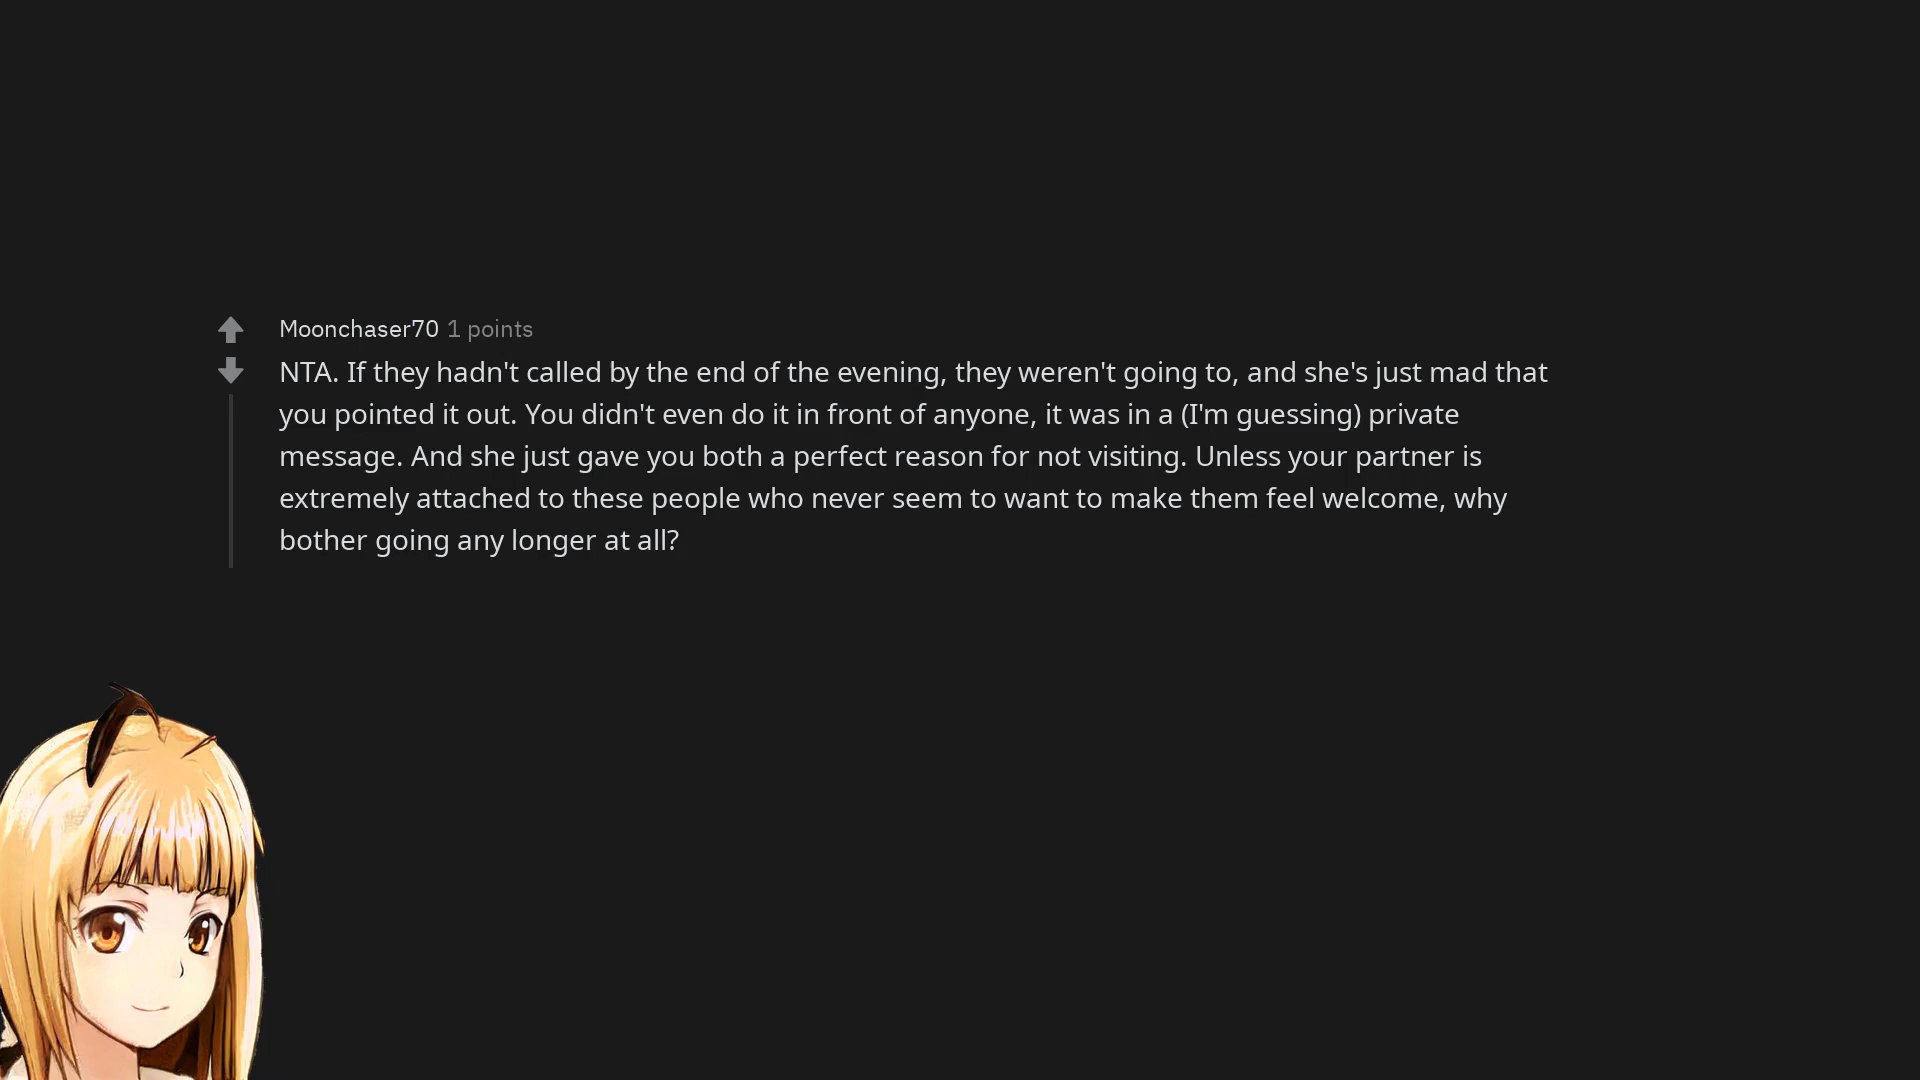 Moonchaser70 1 points
NTA. If they hadn't called by the end of the evening, they weren't going to, and she's just mad that
you pointed it out. You didn't even do it in front of anyone, it was in a (I'm guessing) private
message. And she just gave you both a perfect reason for not visiting. Unless your partner is
extremely attached to these people who never seem to want to make them feel welcome, why
bother going any longer at all?